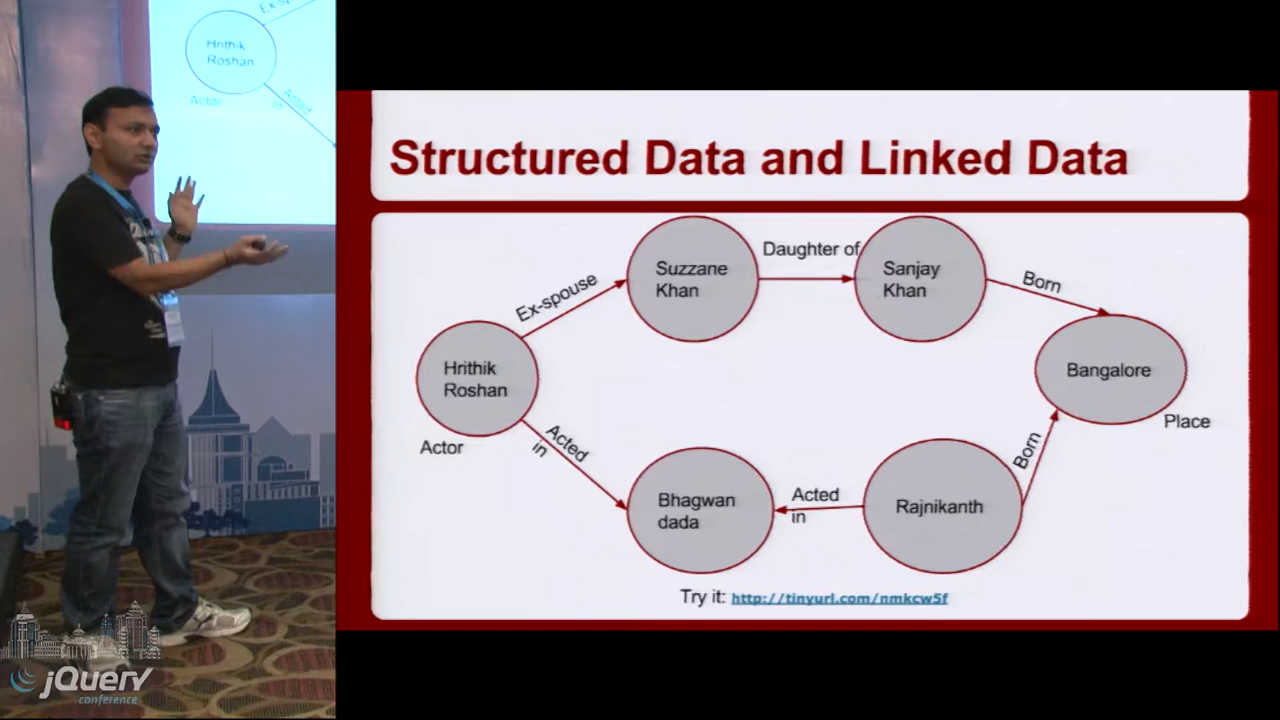 Hrithik
Roshan
Actor
Acted
in
Structured Data and Linked Data
Suzzane
Khan
Daughter of
Sanjay
Khan
Born
Ex-spouse
Hrithik
Roshan
Bangalore
Place
Actor
Acted
in
Born
Bhagwan
dada
Acted
in
Rajnikanth
Try it: http://tinyurl.com/nmkcw5f
jQuery
conference